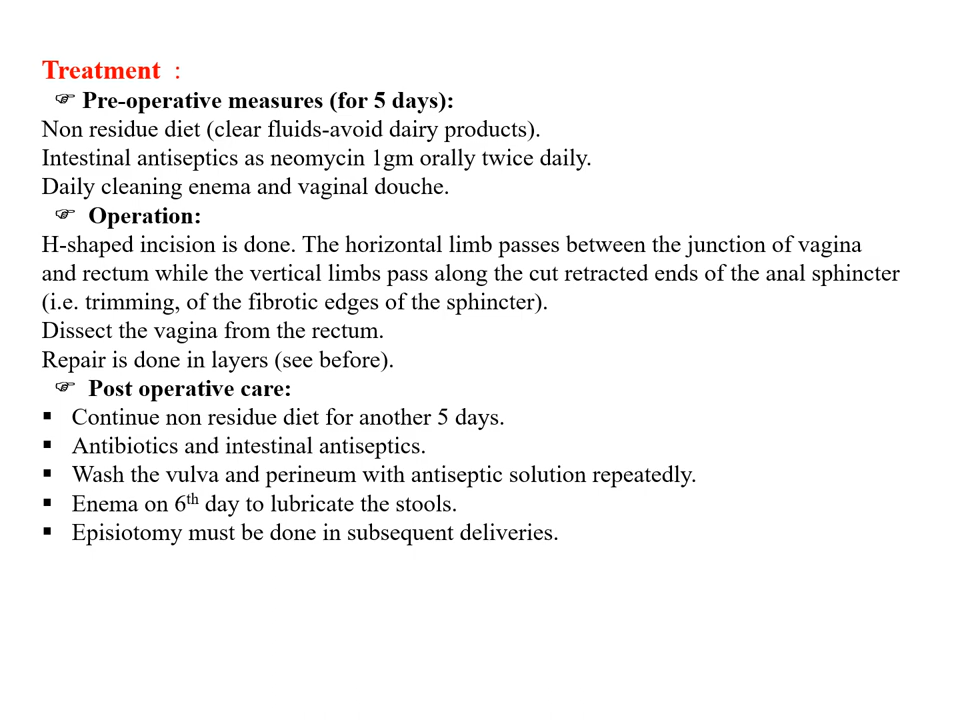 Treatment :
☞ Pre-operative measures (for 5 days):
Non residue diet (clear fluids-avoid dairy products).
Intestinal antiseptics as neomycin 1gm orally twice daily.
Daily cleaning enema and vaginal douche.
☞ Operation:
H-shaped incision is done. The horizontal limb passes between the junction of vagina
and rectum while the vertical limbs pass along the cut retracted ends of the anal sphincter
(i.e. trimming, of the fibrotic edges of the sphincter).
Dissect the vagina from the rectum.
Repair is done in layers (see before).
☞ Post operative care:
▪ Continue non residue diet for another 5 days.
▪ Antibiotics and intestinal antiseptics.
▪ Wash the vulva and perineum with antiseptic solution repeatedly.
▪ Enema on 6th day to lubricate the stools.
▪ Episiotomy must be done in subsequent deliveries.